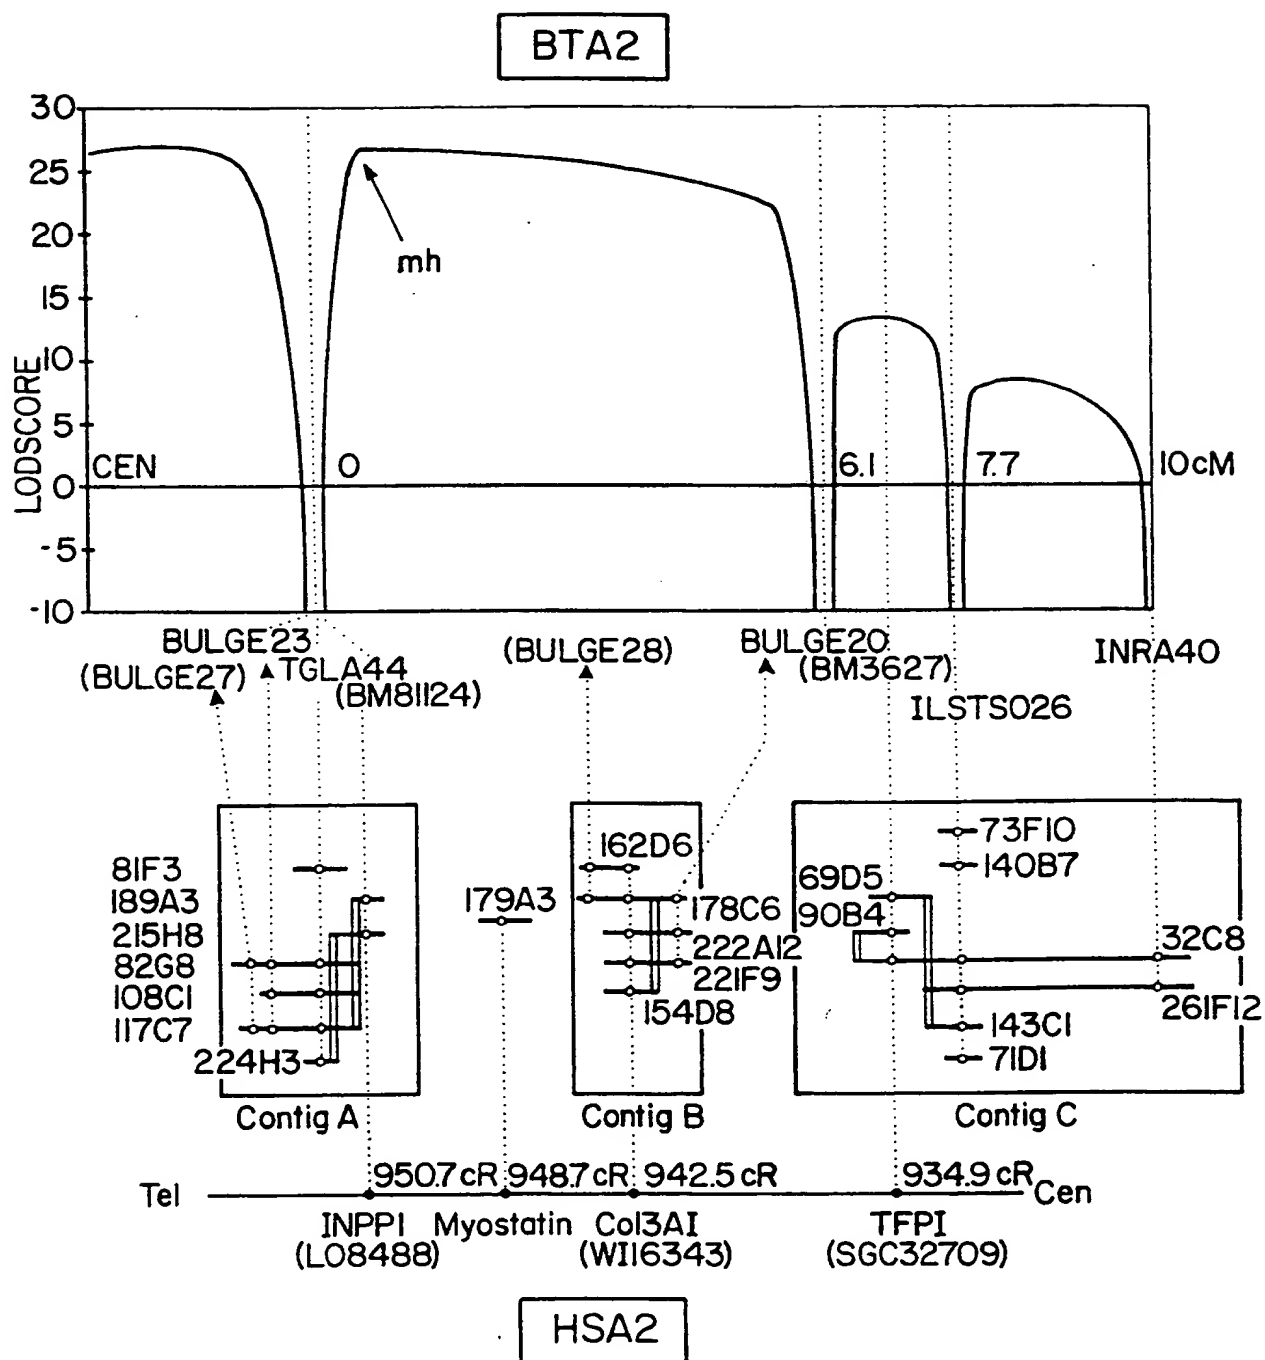 BTA2
30
25
20
15
10
5
0
-5
-10
LODSCORE
mh
CEN
0
6.1
7.7
10cM
BULGE23
(BULGE27)
TGLA44
(BM81124)
(BULGE28)
BULGE20
(BM3627)
ILSTS026
INRA40
81F3
189A3
215H8
82G8
108C1
117C7
224H3
Contig A
179A3
162D6
178C6
222A12
221F9
154D8
Contig B
73F10
140B7
69D5
90B4
32C8
261F12
143C1
71D1
Contig C
Tel
950.7 cR
948.7 cR
942.5 cR
934.9 cR
Cen
INPP1
(L08488)
Myostatin
Col3AI
(WI16343)
TFPI
(SGC32709)
HSA2